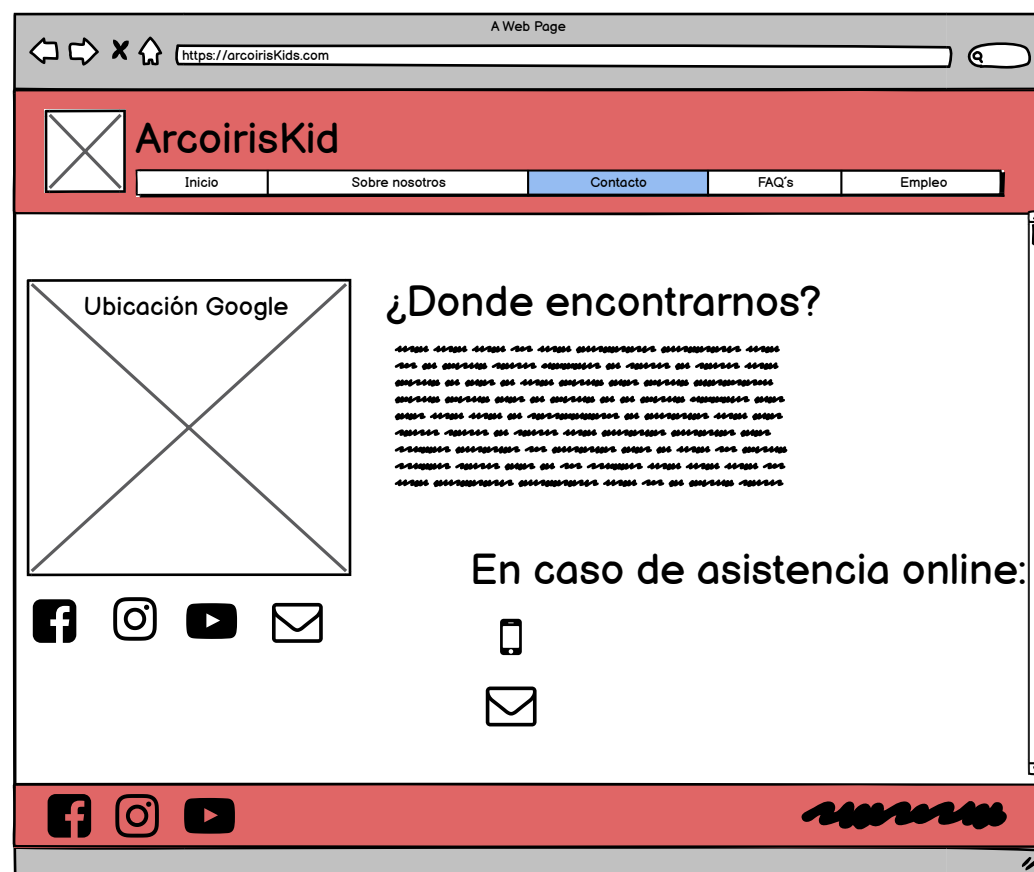 A Web Page
https://arcoirisKids.com
ArcoirisKid
Inicio
Sobre nosotros
Contacto
FAQ´s
Empleo
Ubicación Google
¿Donde encontrarnos?
En caso de asistencia online: